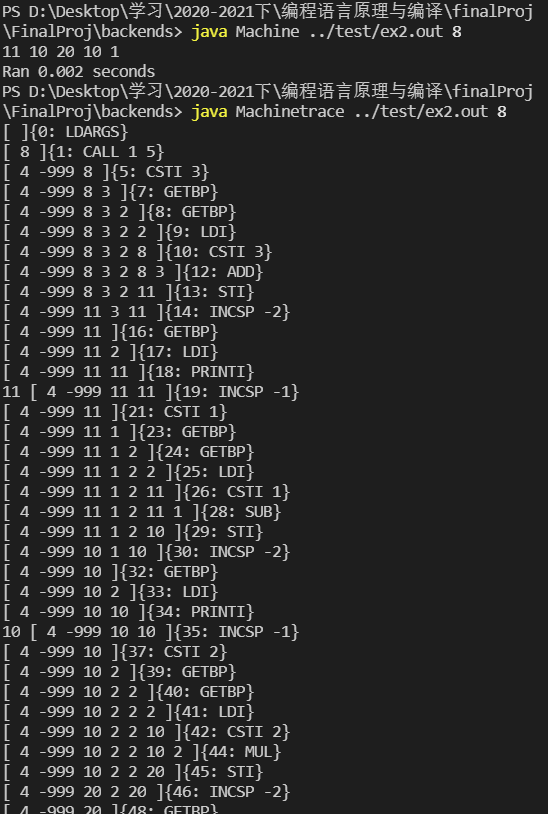 PS D:\Desktop\学习\2020-2021下\编程语言原理与编译\finalProj
\FinalProj\backends> java Machine ../test/ex2.out 8
11 10 20 10 1
Ran 0.002 seconds
PS D:\Desktop\学习\2020-2021下\编程语言原理与编译\finalProj
\FinalProj\backends> java Machinetrace ../test/ex2.out 8
[ ]{0: LDARGS}
[ 8 ]{1: CALL 1 5}
[ 4 -999 8 ]{5: CSTI 3}
[ 4 -999 8 3 ]{7: GETBP}
[ 4 -999 8 3 2 ]{8: GETBP}
[ 4 -999 8 3 2 2 ]{9: LDI}
[ 4 -999 8 3 2 8 ]{10: CSTI 3}
[ 4 -999 8 3 2 8 3 ]{12: ADD}
[ 4 -999 8 3 2 11 ]{13: STI}
[ 4 -999 11 3 11 ]{14: INCSP -2}
[ 4 -999 11 ]{16: GETBP}
[ 4 -999 11 2 ]{17: LDI}
[ 4 -999 11 11 ]{18: PRINTI}
11 [ 4 -999 11 11 ]{19: INCSP -1}
[ 4 -999 11 ]{21: CSTI 1}
[ 4 -999 11 1 ]{23: GETBP}
[ 4 -999 11 1 2 ]{24: GETBP}
[ 4 -999 11 1 2 2 ]{25: LDI}
[ 4 -999 11 1 2 11 ]{26: CSTI 1}
[ 4 -999 11 1 2 11 1 ]{28: SUB}
[ 4 -999 11 1 2 10 ]{29: STI}
[ 4 -999 10 1 10 ]{30: INCSP -2}
[ 4 -999 10 ]{32: GETBP}
[ 4 -999 10 2 ]{33: LDI}
[ 4 -999 10 10 ]{34: PRINTI}
10 [ 4 -999 10 10 ]{35: INCSP -1}
[ 4 -999 10 ]{37: CSTI 2}
[ 4 -999 10 2 ]{39: GETBP}
[ 4 -999 10 2 2 ]{40: GETBP}
[ 4 -999 10 2 2 2 ]{41: LDI}
[ 4 -999 10 2 2 10 ]{42: CSTI 2}
[ 4 -999 10 2 2 10 2 ]{44: MUL}
[ 4 -999 10 2 2 20 ]{45: STI}
[ 4 -999 20 2 20 ]{46: INCSP -2}
[ 4 -999 20 ]{48: GETBP}